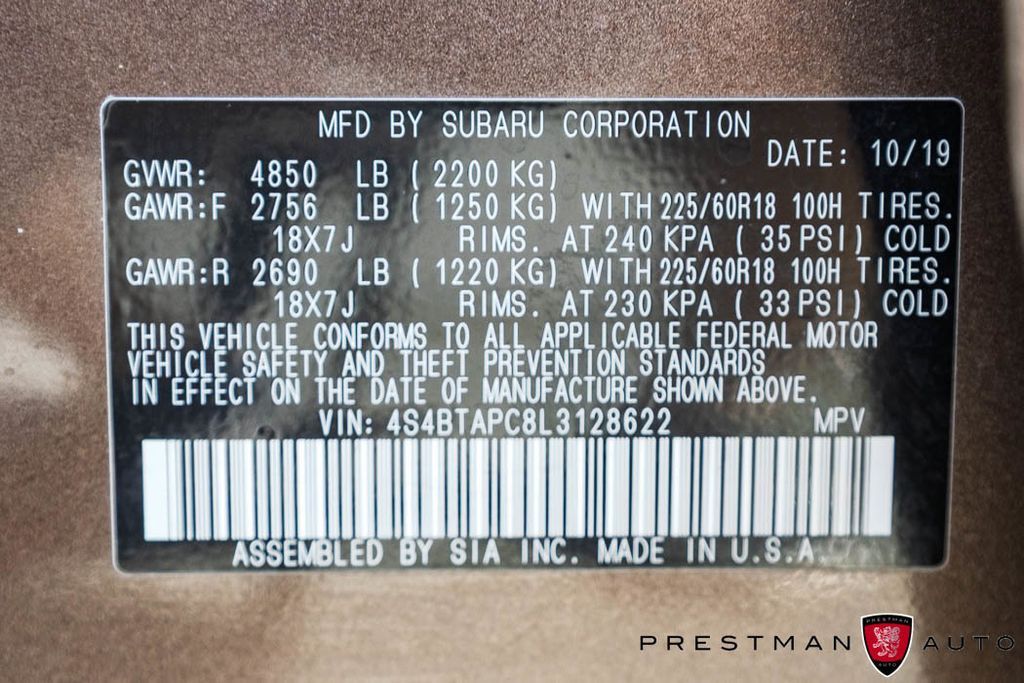 MFD BY SUBARU CORPORATION
DATE: 10/19
GVWR: 4850 LB ( 2200 KG)
GAWR:F 2756 LB ( 1250 KG) WITH 225/60R18 100H TIRES.
18X7J RIMS. AT 240 KPA ( 35 PSI) COLD
GAWR:R 2690 LB ( 1220 KG) WITH 225/60R18 100H TIRES.
18X7J RIMS. AT 230 KPA ( 33 PSI) COLD
THIS VEHICLE CONFORMS TO ALL APPLICABLE FEDERAL MOTOR
VEHICLE SAFETY AND THEFT PREVENTION STANDARDS
IN EFFECT ON THE DATE OF MANUFACTURE SHOWN ABOVE.
VIN: 4S4BTAPC8L3128622 MPV
ASSEMBLED BY SIA INC. MADE IN U.S.A.
PRESTMAN AUTO
PRESTMAN
AUTO